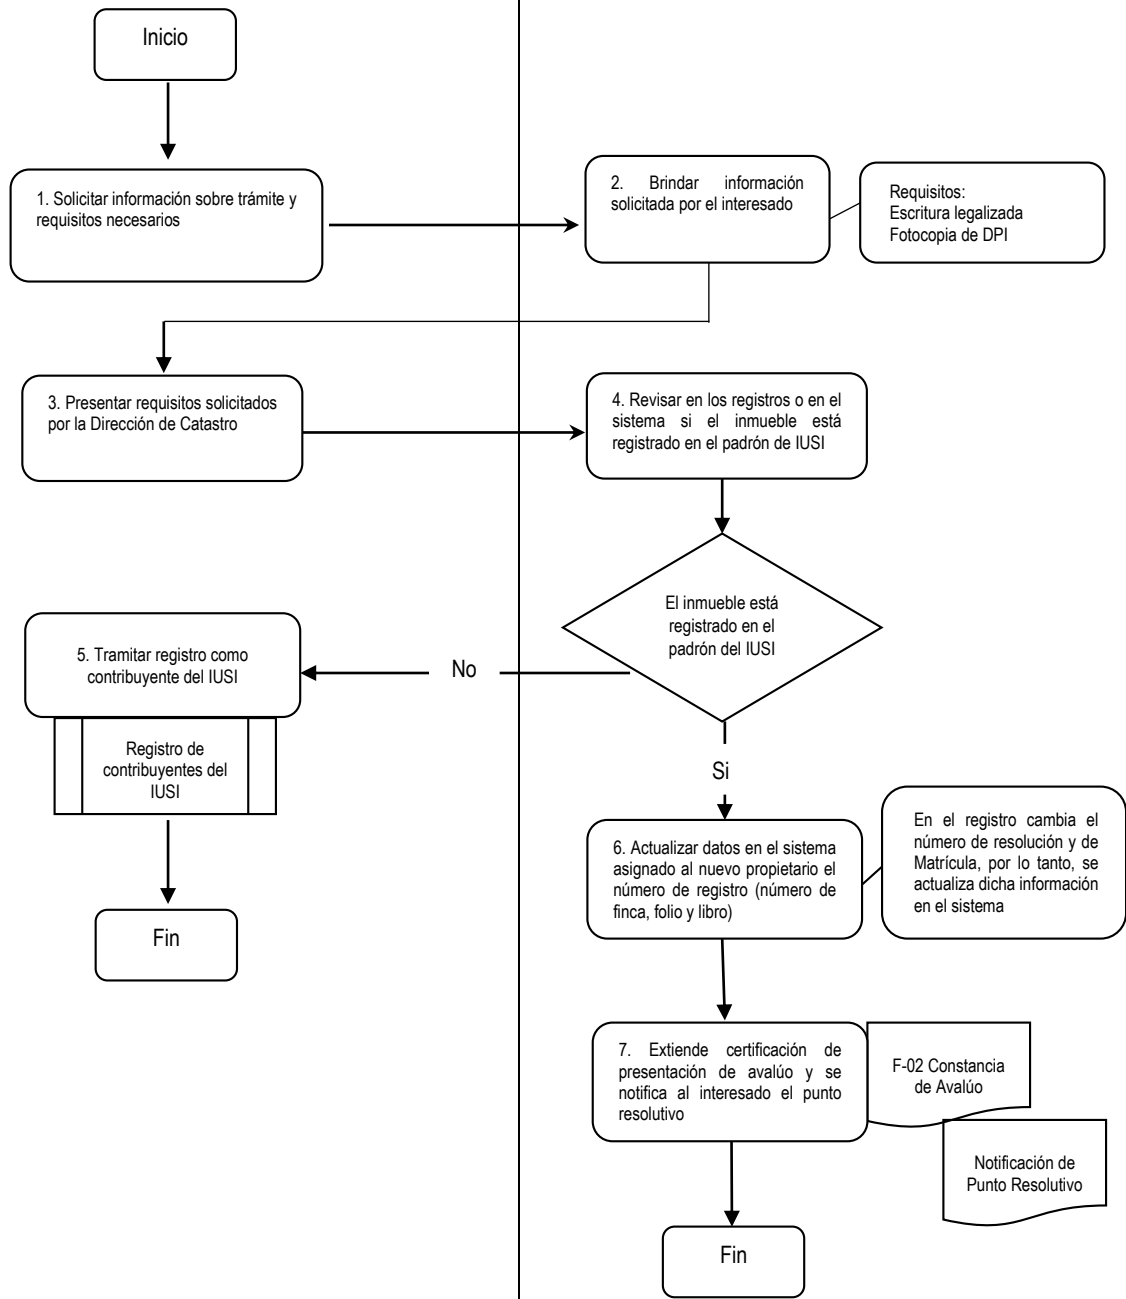 Inicio
1. Solicitar información sobre trámite y
requisitos necesarios
2. Brindar información
solicitada por el interesado
Requisitos:
Escritura legalizada
Fotocopia de DPI
3. Presentar requisitos solicitados
por la Dirección de Catastro
4. Revisar en los registros o en el
sistema si el inmueble está
registrado en el padrón de IUSI
El inmueble está
registrado en el
padrón del IUSI
No
5. Tramitar registro como
contribuyente del IUSI
Registro de
contribuyentes del
IUSI
Fin
Si
6. Actualizar datos en el sistema
asignado al nuevo propietario el
número de registro (número de
finca, folio y libro)
En el registro cambia el
número de resolución y de
Matrícula, por lo tanto, se
actualiza dicha información
en el sistema
7. Extiende certificación de
presentación de avalúo y se
notifica al interesado el punto
resolutivo
F-02 Constancia
de Avalúo
Notificación de
Punto Resolutivo
Fin